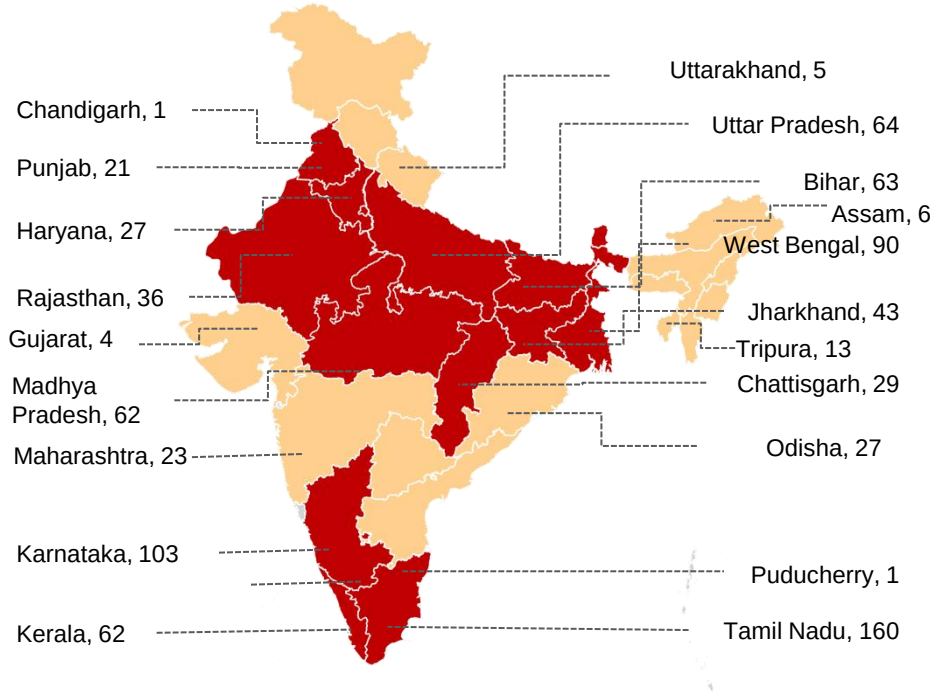 Chandigarh, 1
Punjab, 21
Haryana, 27
Rajasthan, 36
Gujarat, 4
Madhya
Pradesh, 62
Maharashtra, 23
Karnataka, 103
Kerala, 62
Uttarakhand, 5
Uttar Pradesh, 64
Bihar, 63
Assam, 6
West Bengal, 90
Jharkhand, 43
Tripura, 13
Chattisgarh, 29
Odisha, 27
Puducherry, 1
Tamil Nadu, 160